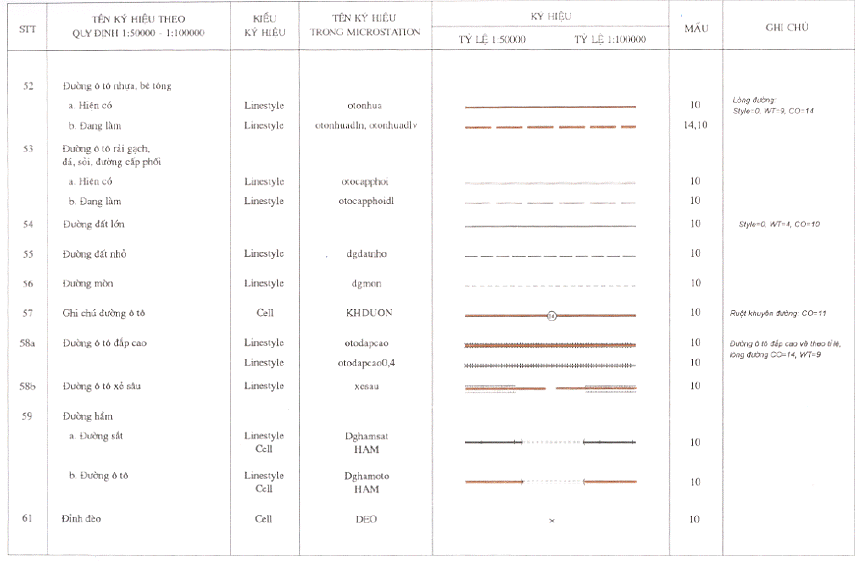 STT
TÊN KÝ HIỆU THEO
QUY ĐỊNH 1:50000 - 1:100000
KIỂU
KÝ HIỆU
TÊN KÝ HIỆU
TRONG MICROSTATION
KÝ HIỆU
TỶ LỆ 1:50000 TỶ LỆ 1:100000
MẦU
GHI CHÚ
52 Đường ô tô nhựa, bê tông
a. Hiện có Linestyle otonhua 10
Lòng đường:
Style=0, WT=9, CO=14
b. Đang làm Linestyle otonhuadln, otonhuadlv 14,10
53 Đường ô tô rải gạch,
đá, sỏi, đường cấp phối
a. Hiện có Linestyle otocapphoi 10
b. Đang làm Linestyle otocapphoidl 10
54 Đường đất lớn 10 Style=0, WT=4, CO=10
55 Đường đất nhỏ Linestyle dgdatnho 10
56 Đường mòn Linestyle dgmon 10
57 Ghi chú đường ô tô Cell KHDUON 10 Ruột khuyên đường: CO=11
58a Đường ô tô đắp cao Linestyle otodapcao 10
Đường ô tô đắp cao vẽ theo tỉ lệ,
lòng đường CO=14, WT=9
Linestyle otodapcao0,4 10
58b Đường ô tô xẻ sâu Linestyle xesau 10
59 Đường hầm
a. Đường sắt Linestyle Dghamsat 10
Cell HAM
b. Đường ô tô Linestyle Dghamoto 10
Cell HAM
61 Đỉnh đèo Cell DEO 10